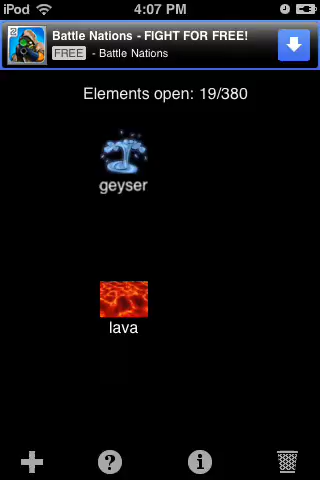 iPod 4:07 PM
Battle Nations - FIGHT FOR FREE!
FREE - Battle Nations
Elements open: 19/380
geyser
lava